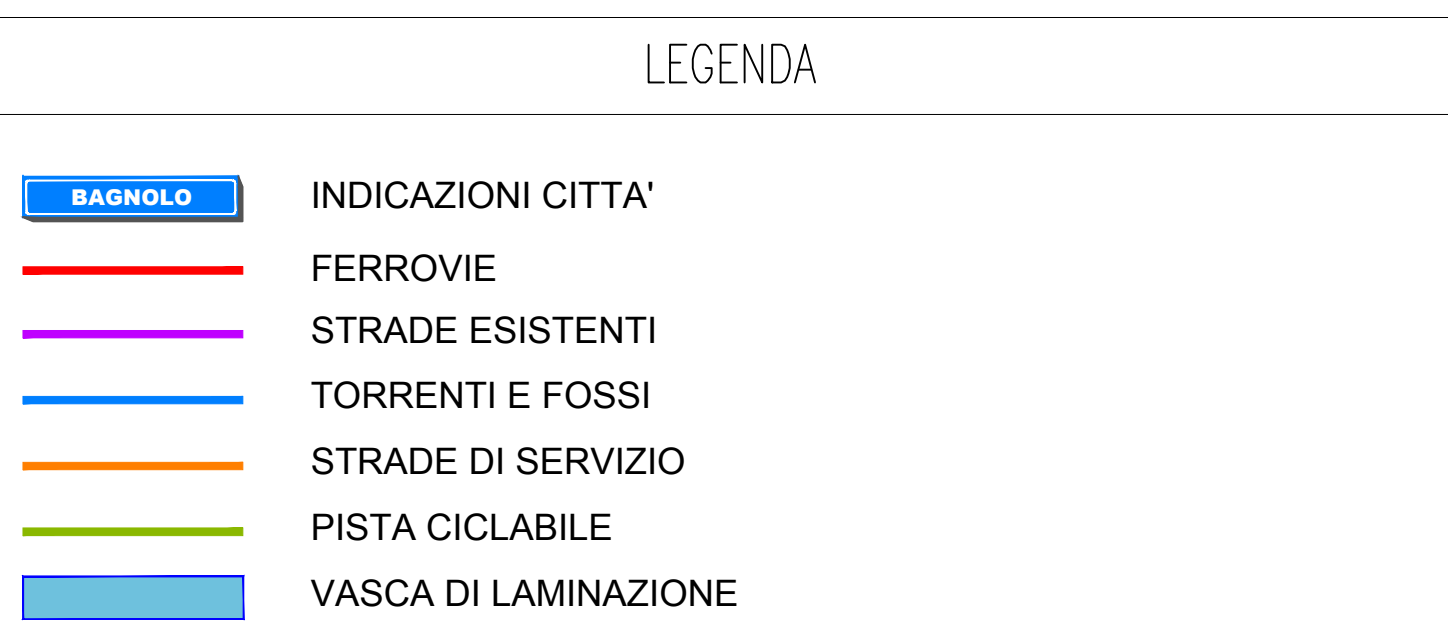 LEGENDA
BAGNOLO INDICAZIONI CITTA'
FERROVIE
STRADE ESISTENTI
TORRENTI E FOSSI
STRADE DI SERVIZIO
PISTA CICLABILE
VASCA DI LAMINAZIONE